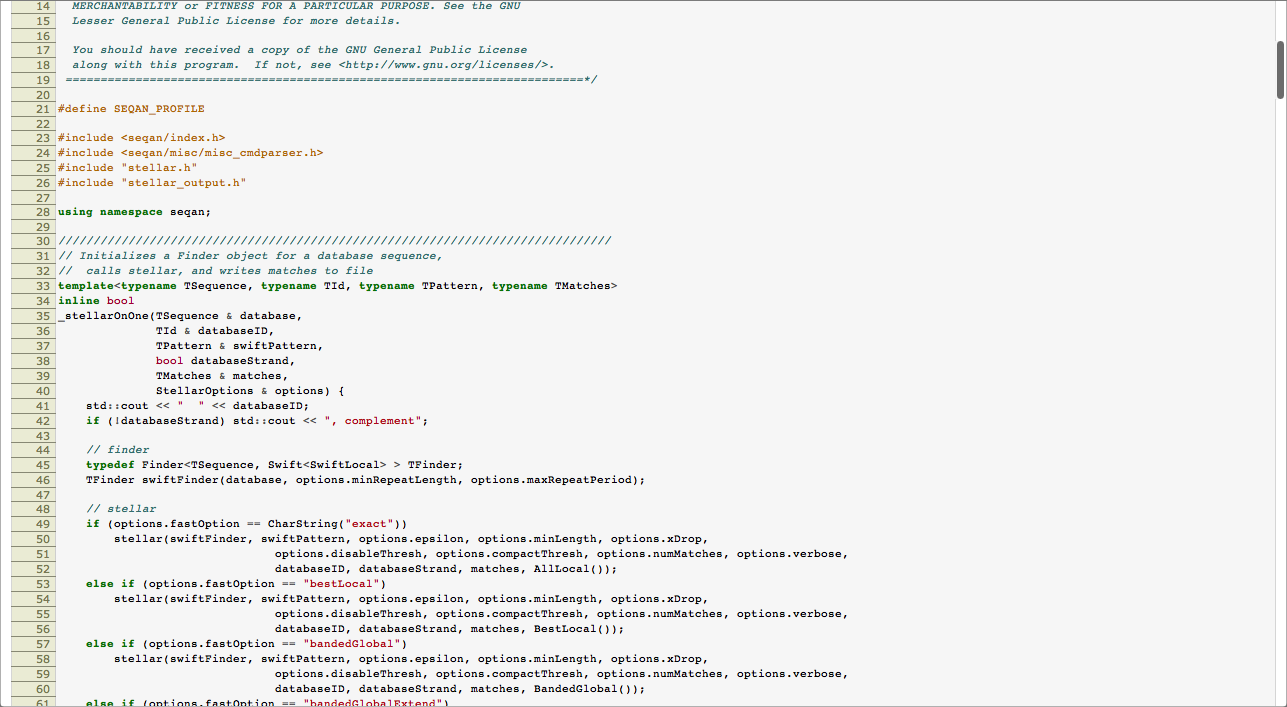 14 MERCHANTABILITY or FITNESS FOR A PARTICULAR PURPOSE. See the GNU
15 Lesser General Public License for more details.
16
17 You should have received a copy of the GNU General Public License
18 along with this program.  If not, see <http://www.gnu.org/licenses/>.
19 ==========================================================================*/
20
21 #define SEQAN_PROFILE
22
23 #include <seqan/index.h>
24 #include <seqan/misc/misc_cmdparser.h>
25 #include "stellar.h"
26 #include "stellar_output.h"
27
28 using namespace seqan;
29
30 ///////////////////////////////////////////////////////////////////////////////
31 // Initializes a Finder object for a database sequence,
32 //  calls stellar, and writes matches to file
33 template<typename TSequence, typename TId, typename TPattern, typename TMatches>
34 inline bool
35 _stellarOnOne(TSequence & database,
36               TId & databaseID,
37               TPattern & swiftPattern,
38               bool databaseStrand,
39               TMatches & matches,
40               StellarOptions & options) {
41     std::cout << "  " << databaseID;
42     if (!databaseStrand) std::cout << ", complement";
43
44     // finder
45     typedef Finder<TSequence, Swift<SwiftLocal> > TFinder;
46     TFinder swiftFinder(database, options.minRepeatLength, options.maxRepeatPeriod);
47
48     // stellar
49     if (options.fastOption == CharString("exact"))
50         stellar(swiftFinder, swiftPattern, options.epsilon, options.minLength, options.xDrop,
51                                options.disableThresh, options.compactThresh, options.numMatches, options.verbose,
52                                databaseID, databaseStrand, matches, AllLocal());
53     else if (options.fastOption == "bestLocal")
54         stellar(swiftFinder, swiftPattern, options.epsilon, options.minLength, options.xDrop,
55                                options.disableThresh, options.compactThresh, options.numMatches, options.verbose,
56                                databaseID, databaseStrand, matches, BestLocal());
57     else if (options.fastOption == "bandedGlobal")
58         stellar(swiftFinder, swiftPattern, options.epsilon, options.minLength, options.xDrop,
59                                options.disableThresh, options.compactThresh, options.numMatches, options.verbose,
60                                databaseID, databaseStrand, matches, BandedGlobal());
61     else if (options.fastOption == "bandedGlobalExtend")